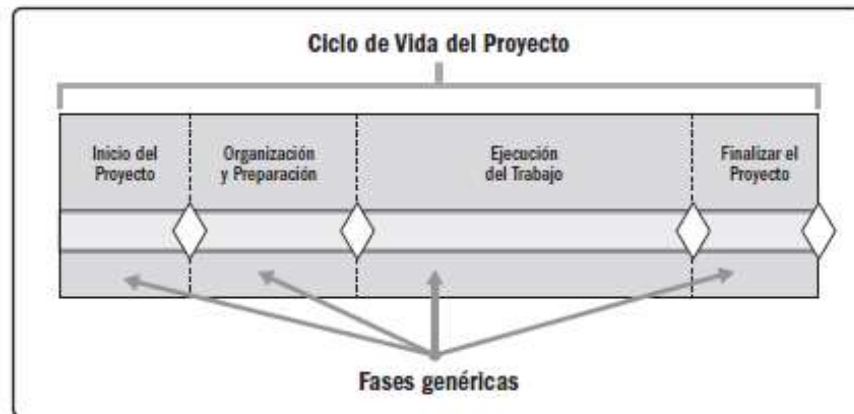 Ciclo de Vida del Proyecto
Inicio del
Proyecto
Organización
y Preparación
Ejecución
del Trabajo
Finalizar el
Proyecto
Fases genéricas